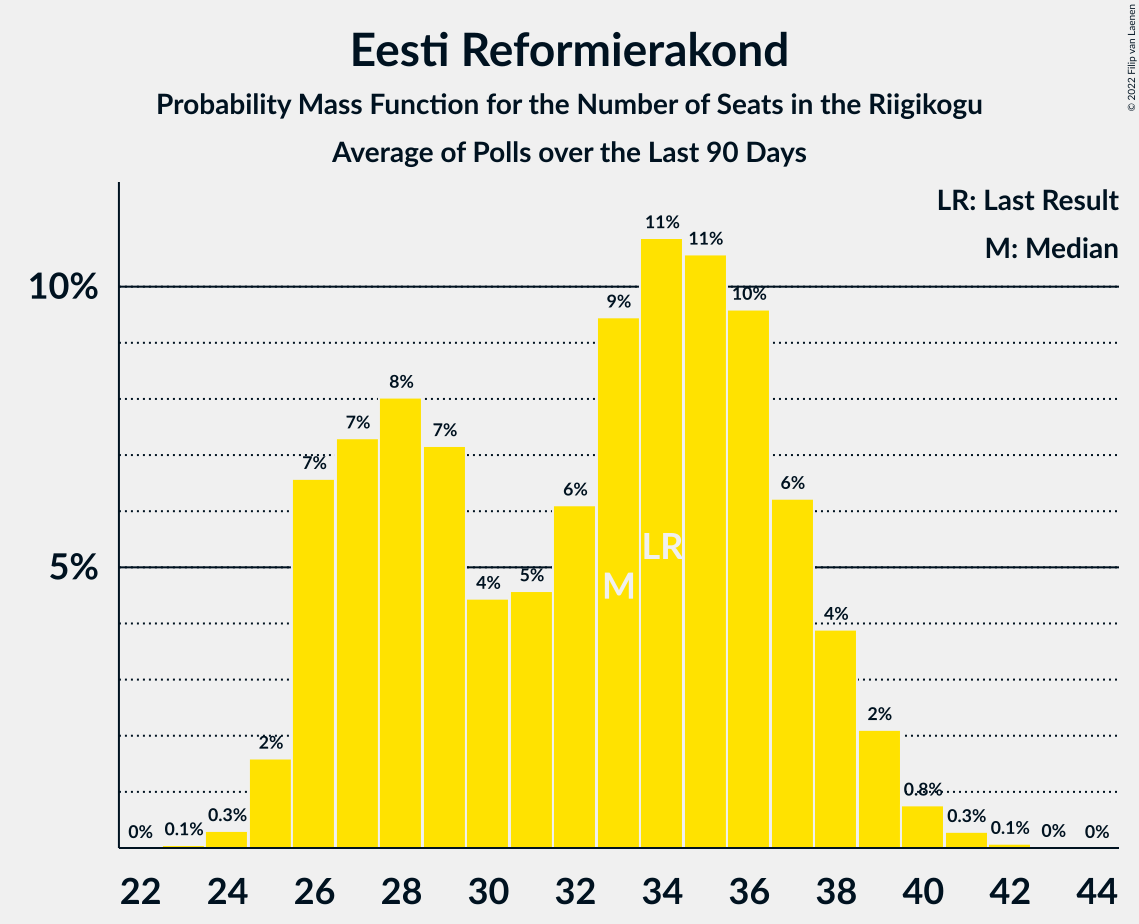 Eesti Reformierakond
Probability Mass Function for the Number of Seats in the Riigikogu
Average of Polls over the Last 90 Days
© 2022 Filip van Laenen
LR: Last Result
M: Median
10%
5%
0%
0.1%
0.3%
2%
7%
7%
8%
7%
4%
5%
6%
9%
11%
11%
10%
6%
4%
2%
0.8%
0.3%
0.1%
0%
0%
LR
M
22 24 26 28 30 32 34 36 38 40 42 44